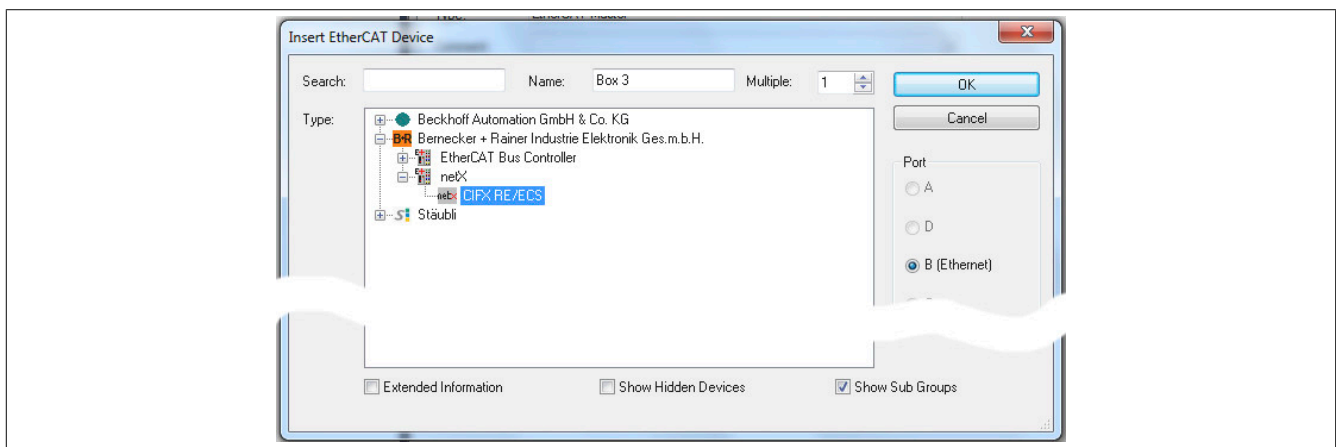 Insert EtherCAT Device
Search:
Name:
Box 3
Multiple:
1
OK
Type:
Beckhoff Automation GmbH & Co. KG
Cancel
B·R Bernecker + Rainer Industrie Elektronik Ges.m.b.H.
EtherCAT Bus Controller
Port
netX
A
CIFX RE/ECS
Stäubli
D
B (Ethernet)
Extended Information
Show Hidden Devices
Show Sub Groups